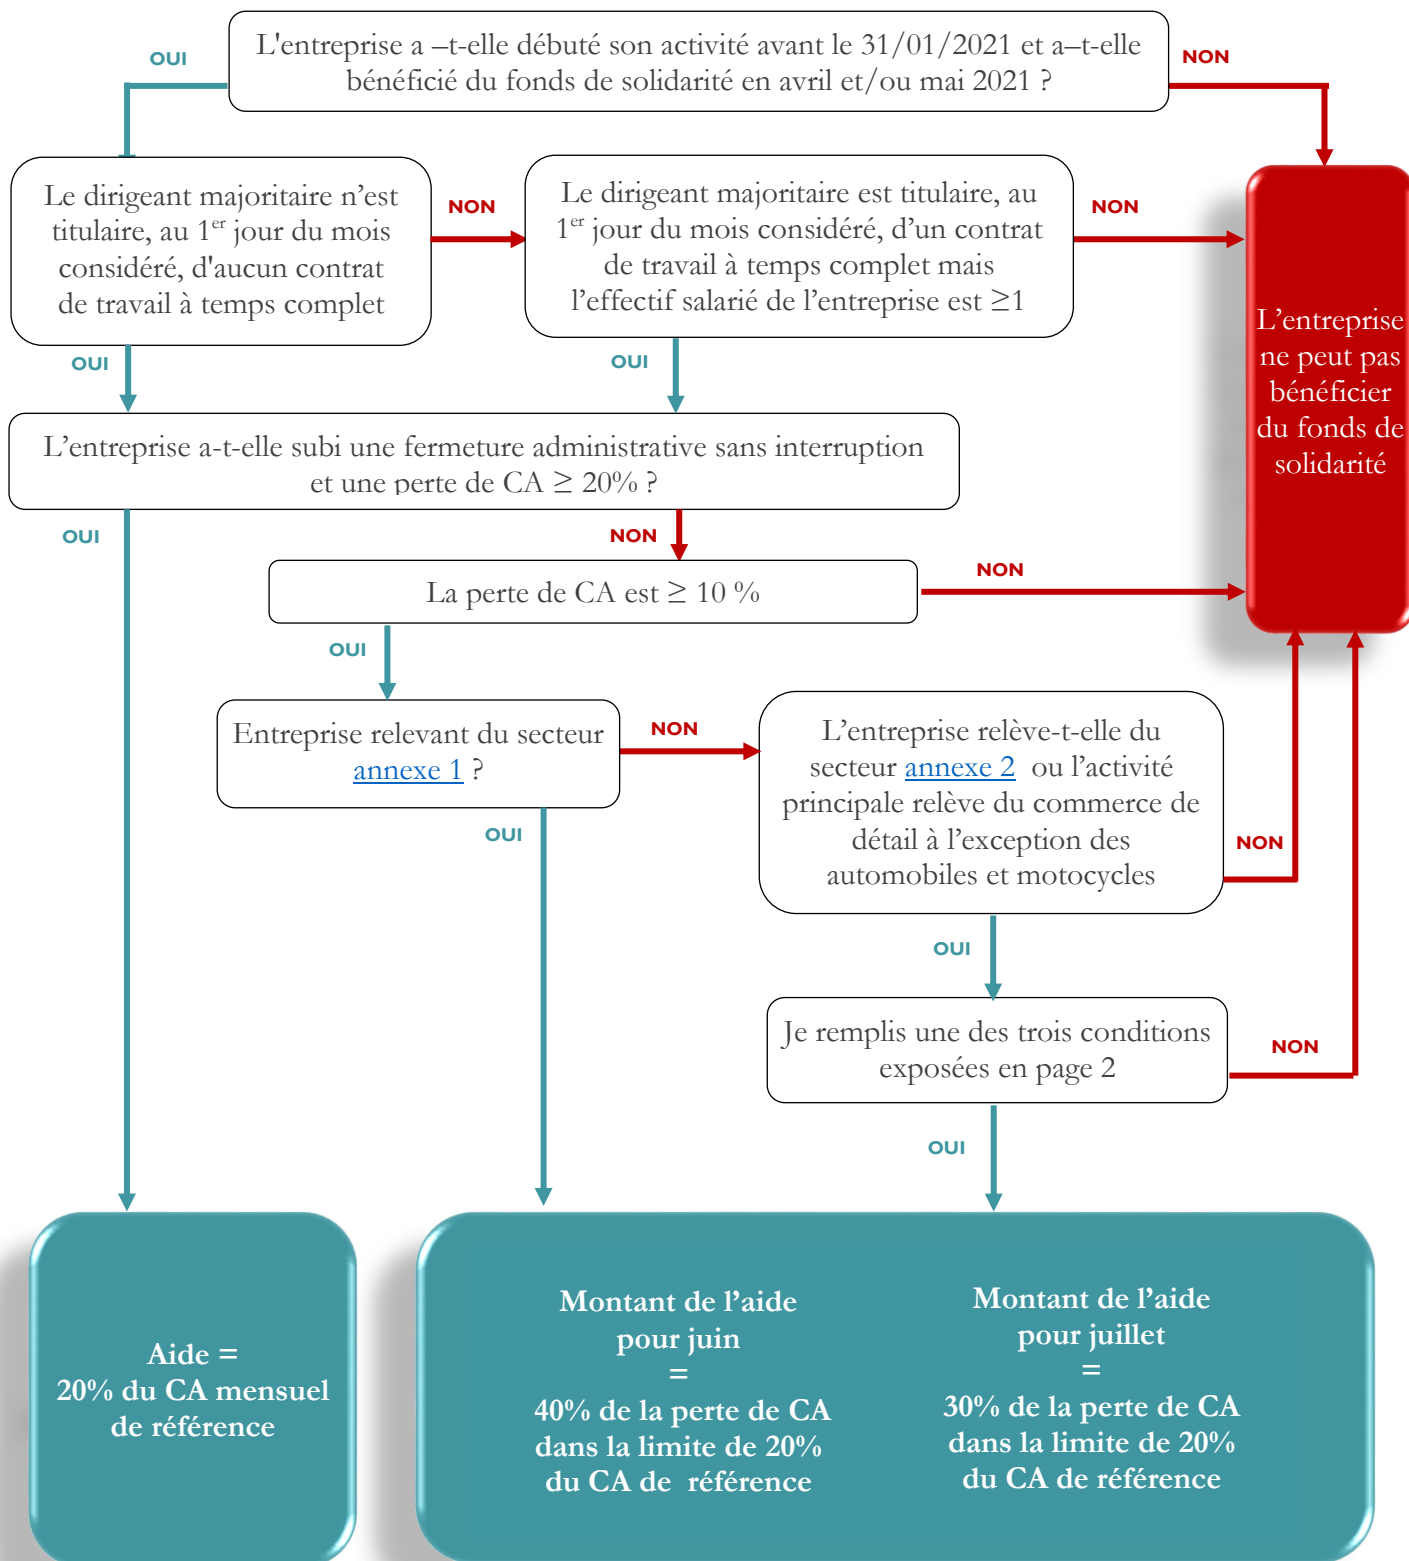 L'entreprise a –t-elle débuté son activité avant le 31/01/2021 et a–t-elle
bénéficié du fonds de solidarité en avril et/ou mai 2021 ?
OUI
NON
Le dirigeant majoritaire n’est
titulaire, au 1er jour du mois
considéré, d'aucun contrat
de travail à temps complet
NON
Le dirigeant majoritaire est titulaire, au
1er jour du mois considéré, d’un contrat
de travail à temps complet mais
l’effectif salarié de l’entreprise est ≥1
NON
L’entreprise
ne peut pas
bénéficier
du fonds de
solidarité
OUI
OUI
L’entreprise a-t-elle subi une fermeture administrative sans interruption
et une perte de CA ≥ 20% ?
OUI
NON
La perte de CA est ≥ 10 %
NON
OUI
Entreprise relevant du secteur
annexe 1 ?
NON
L’entreprise relève-t-elle du
secteur annexe 2 ou l’activité
principale relève du commerce de
détail à l’exception des
automobiles et motocycles
NON
OUI
OUI
Je remplis une des trois conditions
exposées en page 2
NON
OUI
Aide =
20% du CA mensuel
de référence
Montant de l’aide
pour juin
=
40% de la perte de CA
dans la limite de 20%
du CA de référence
Montant de l’aide
pour juillet
=
30% de la perte de CA
dans la limite de 20%
du CA de référence